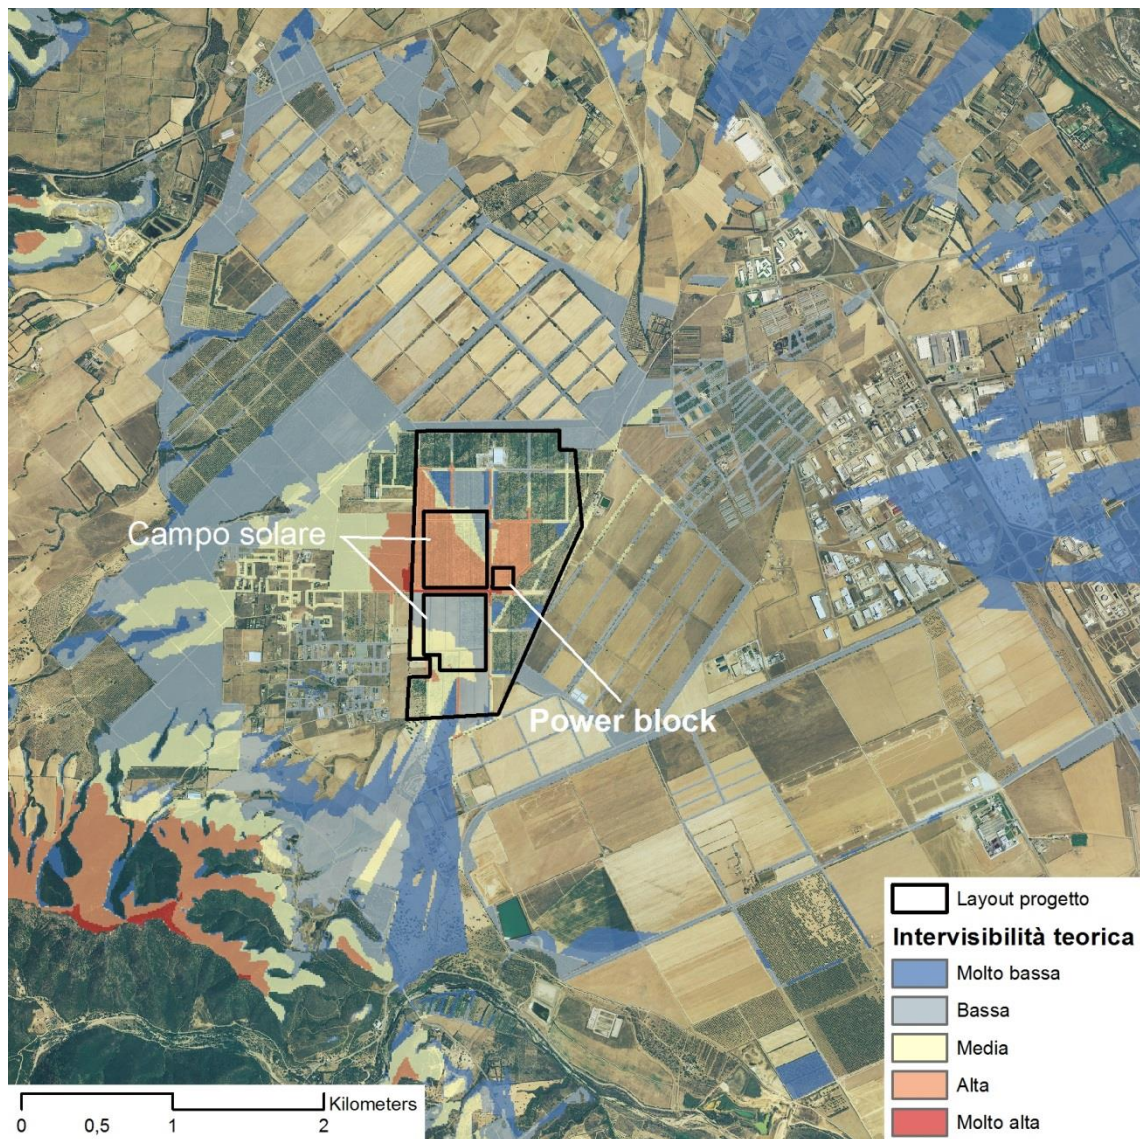 Campo solare
Power block
Layout progetto
Intervisibilità teorica
Molto bassa
Bassa
Media
Alta
Molto alta
Kilometers
0 0,5 1 2